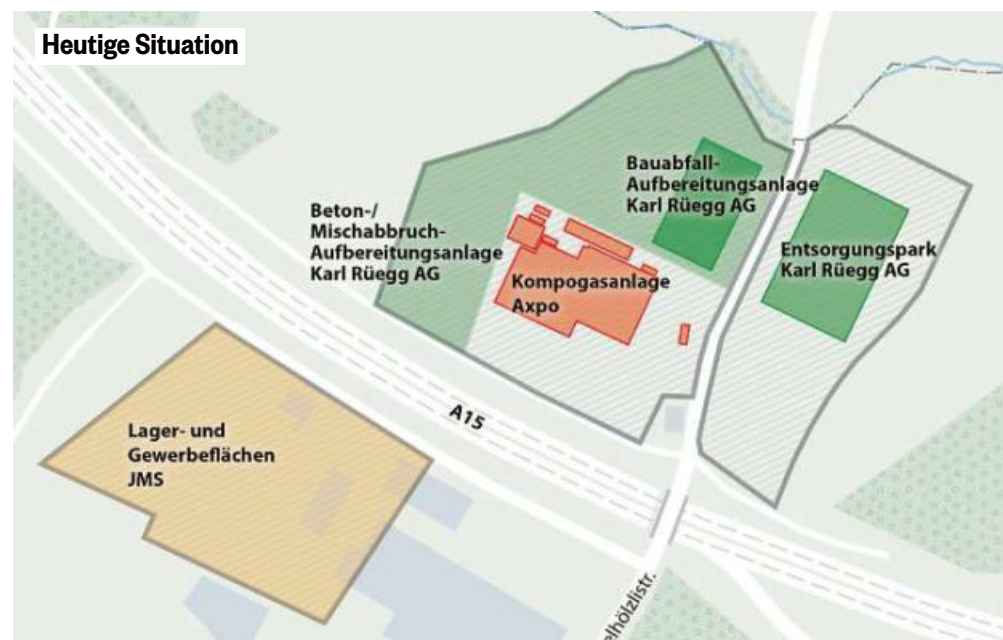 Heutige Situation
Bauabfall-
Aufbereitungsanlage
Karl Rüegg AG
Beton-/
Mischabbruch-
Aufbereitungsanlage
Karl Rüegg AG
Entsorgungspark
Karl Rüegg AG
Kompogasanlage
Axpo
A15
Lager- und
Gewerbeflächen
JMS
elhölzlistr.